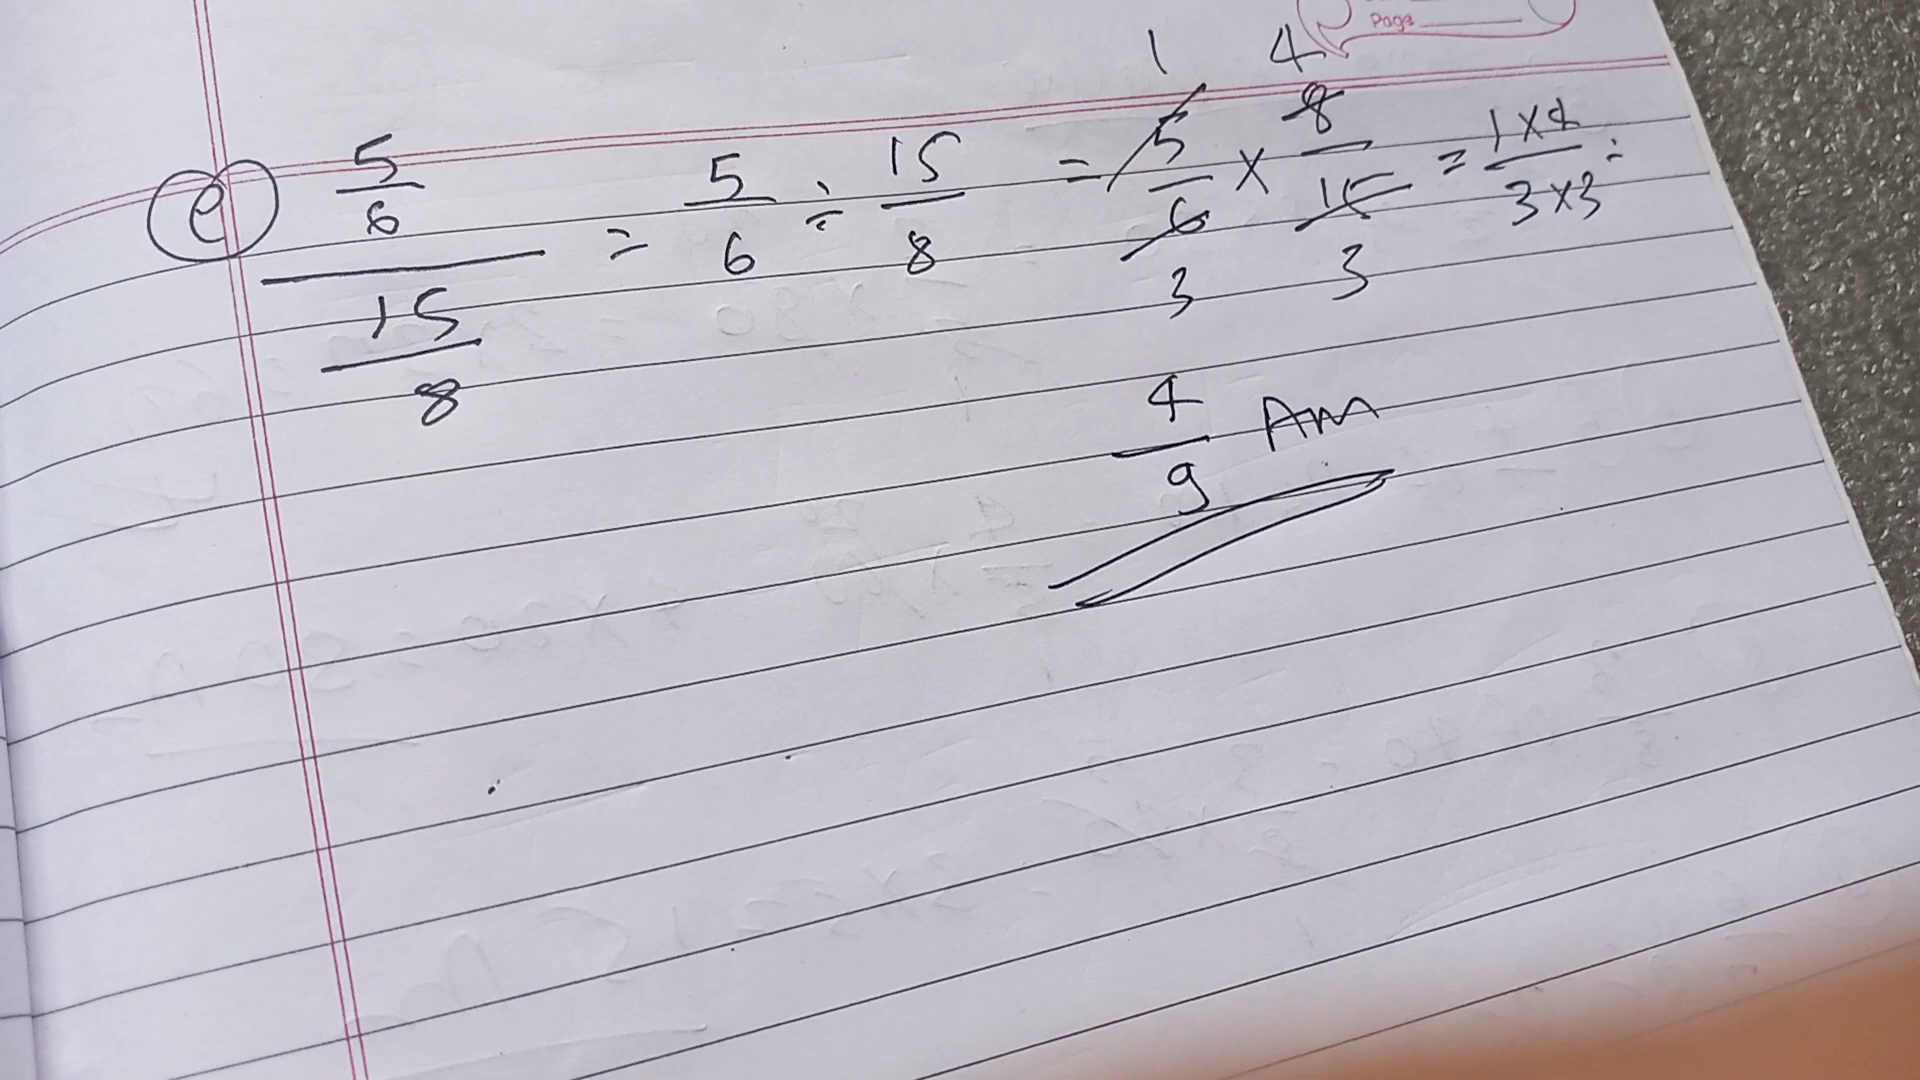 Page
(e) 5/6 / 15/8 = 5/6 ÷ 15/8 = 5/6 × 8/15 = 1×4 / 3×3 =
1 4
3 3
4/9 Ans